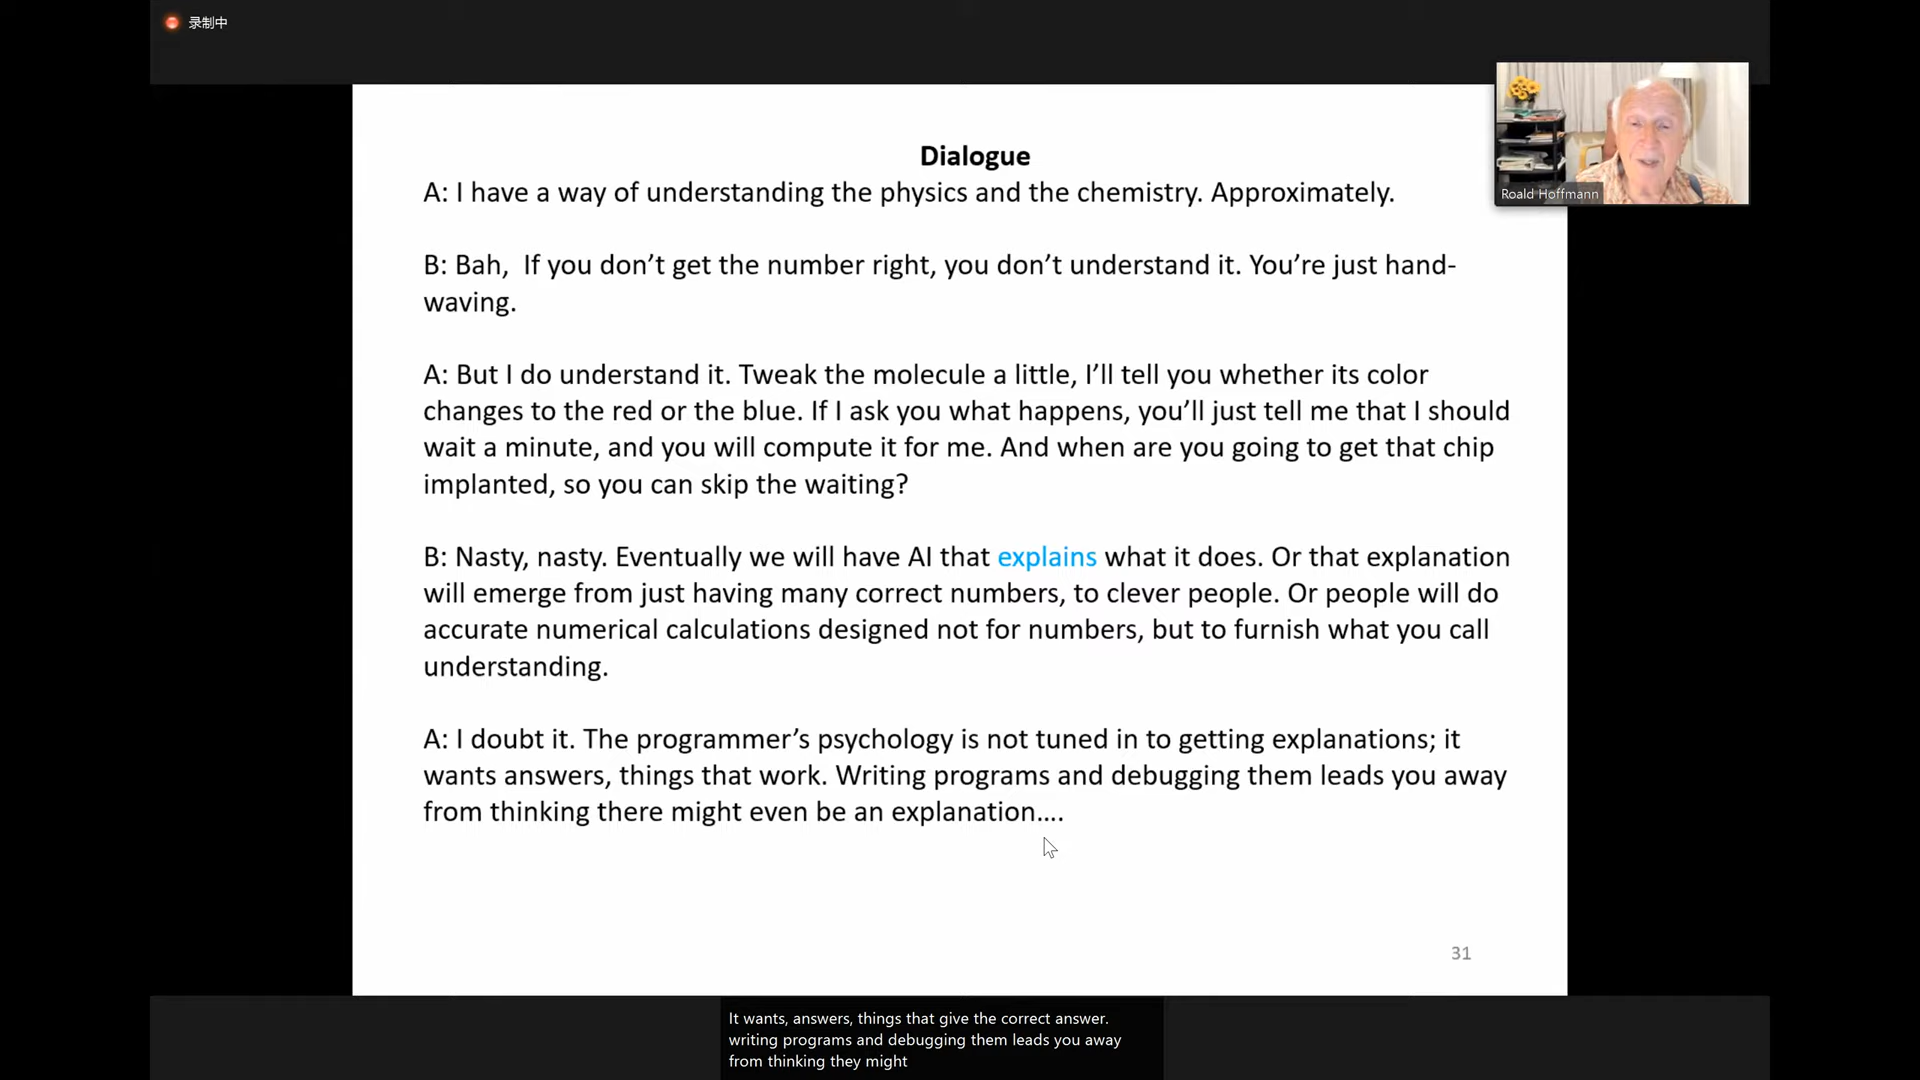 录制中
Roald Hoffmann
Dialogue
A: I have a way of understanding the physics and the chemistry. Approximately.
B: Bah,  If you don’t get the number right, you don’t understand it. You’re just hand-
waving.
A: But I do understand it. Tweak the molecule a little, I’ll tell you whether its color
changes to the red or the blue. If I ask you what happens, you’ll just tell me that I should
wait a minute, and you will compute it for me. And when are you going to get that chip
implanted, so you can skip the waiting?
B: Nasty, nasty. Eventually we will have AI that explains what it does. Or that explanation
will emerge from just having many correct numbers, to clever people. Or people will do
accurate numerical calculations designed not for numbers, but to furnish what you call
understanding.
A: I doubt it. The programmer’s psychology is not tuned in to getting explanations; it
wants answers, things that work. Writing programs and debugging them leads you away
from thinking there might even be an explanation….
31
It wants, answers, things that give the correct answer.
writing programs and debugging them leads you away
from thinking they might